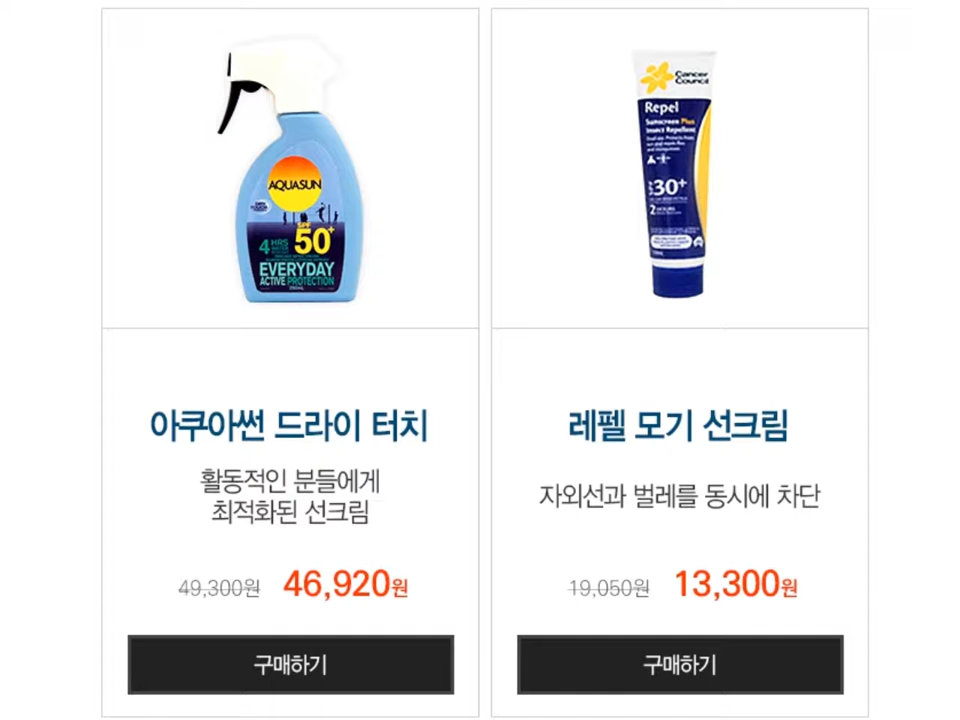 AQUASUN
SPF
50+
4 HRS
WATER
EVERYDAY
ACTIVE PROTECTION
Cancer
Council
Repel
Sunscreen Plus
Insect Repellent
30+
2 HOURS
아쿠아썬 드라이 터치
활동적인 분들에게
최적화된 선크림
49,300원 46,920원
구매하기
레펠 모기 선크림
자외선과 벌레를 동시에 차단
19,050원 13,300원
구매하기